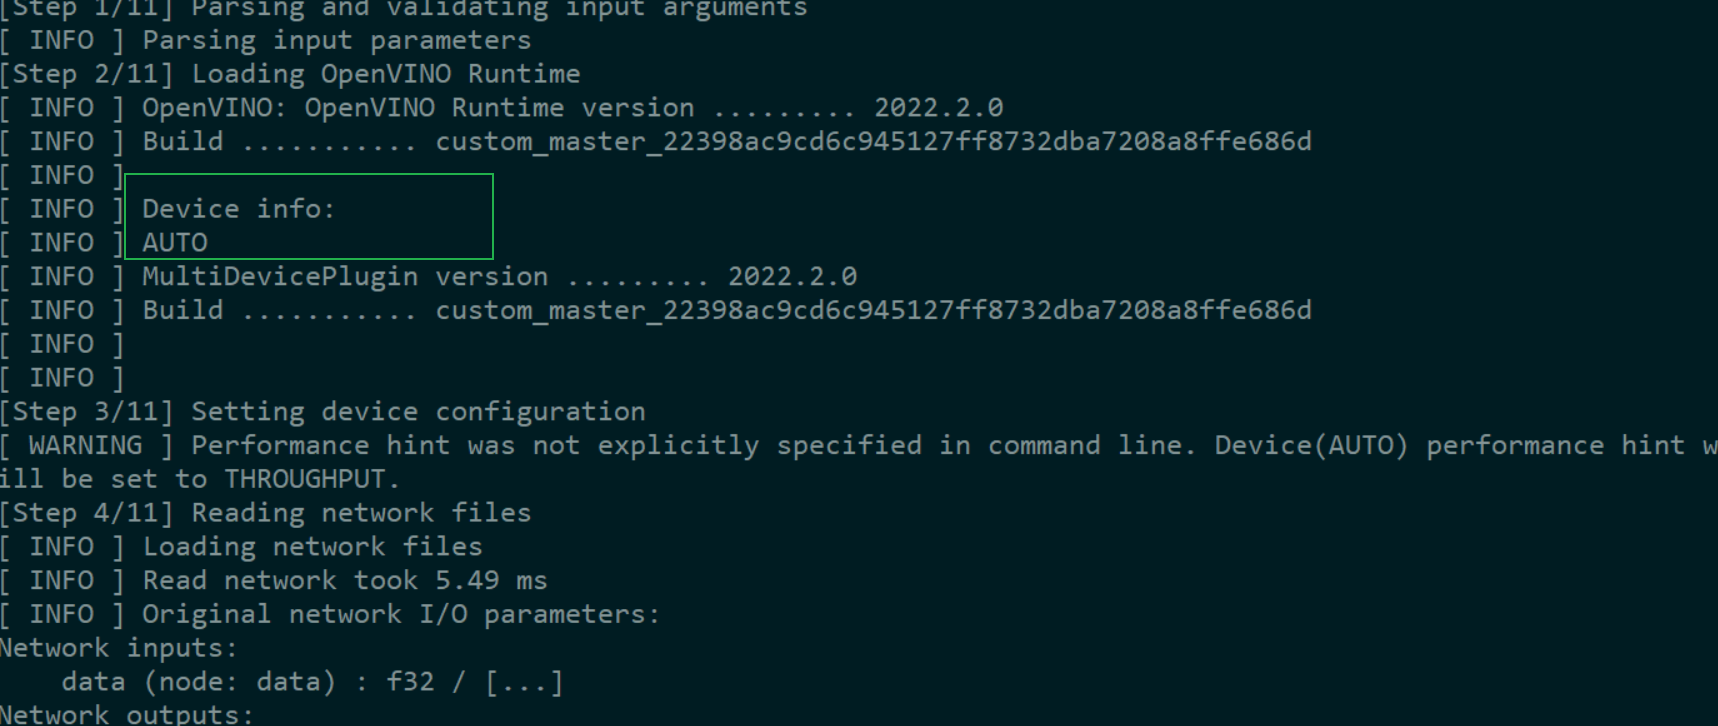 [Step 1/11] Parsing and validating input arguments
[ INFO ] Parsing input parameters
[Step 2/11] Loading OpenVINO Runtime
[ INFO ] OpenVINO: OpenVINO Runtime version ......... 2022.2.0
[ INFO ] Build ........... custom_master_22398ac9cd6c945127ff8732dba7208a8ffe686d
[ INFO ]
[ INFO ] Device info:
[ INFO ] AUTO
[ INFO ] MultiDevicePlugin version ......... 2022.2.0
[ INFO ] Build ........... custom_master_22398ac9cd6c945127ff8732dba7208a8ffe686d
[ INFO ]
[ INFO ]
[Step 3/11] Setting device configuration
[ WARNING ] Performance hint was not explicitly specified in command line. Device(AUTO) performance hint w
ill be set to THROUGHPUT.
[Step 4/11] Reading network files
[ INFO ] Loading network files
[ INFO ] Read network took 5.49 ms
[ INFO ] Original network I/O parameters:
Network inputs:
    data (node: data) : f32 / [...]
Network outputs: